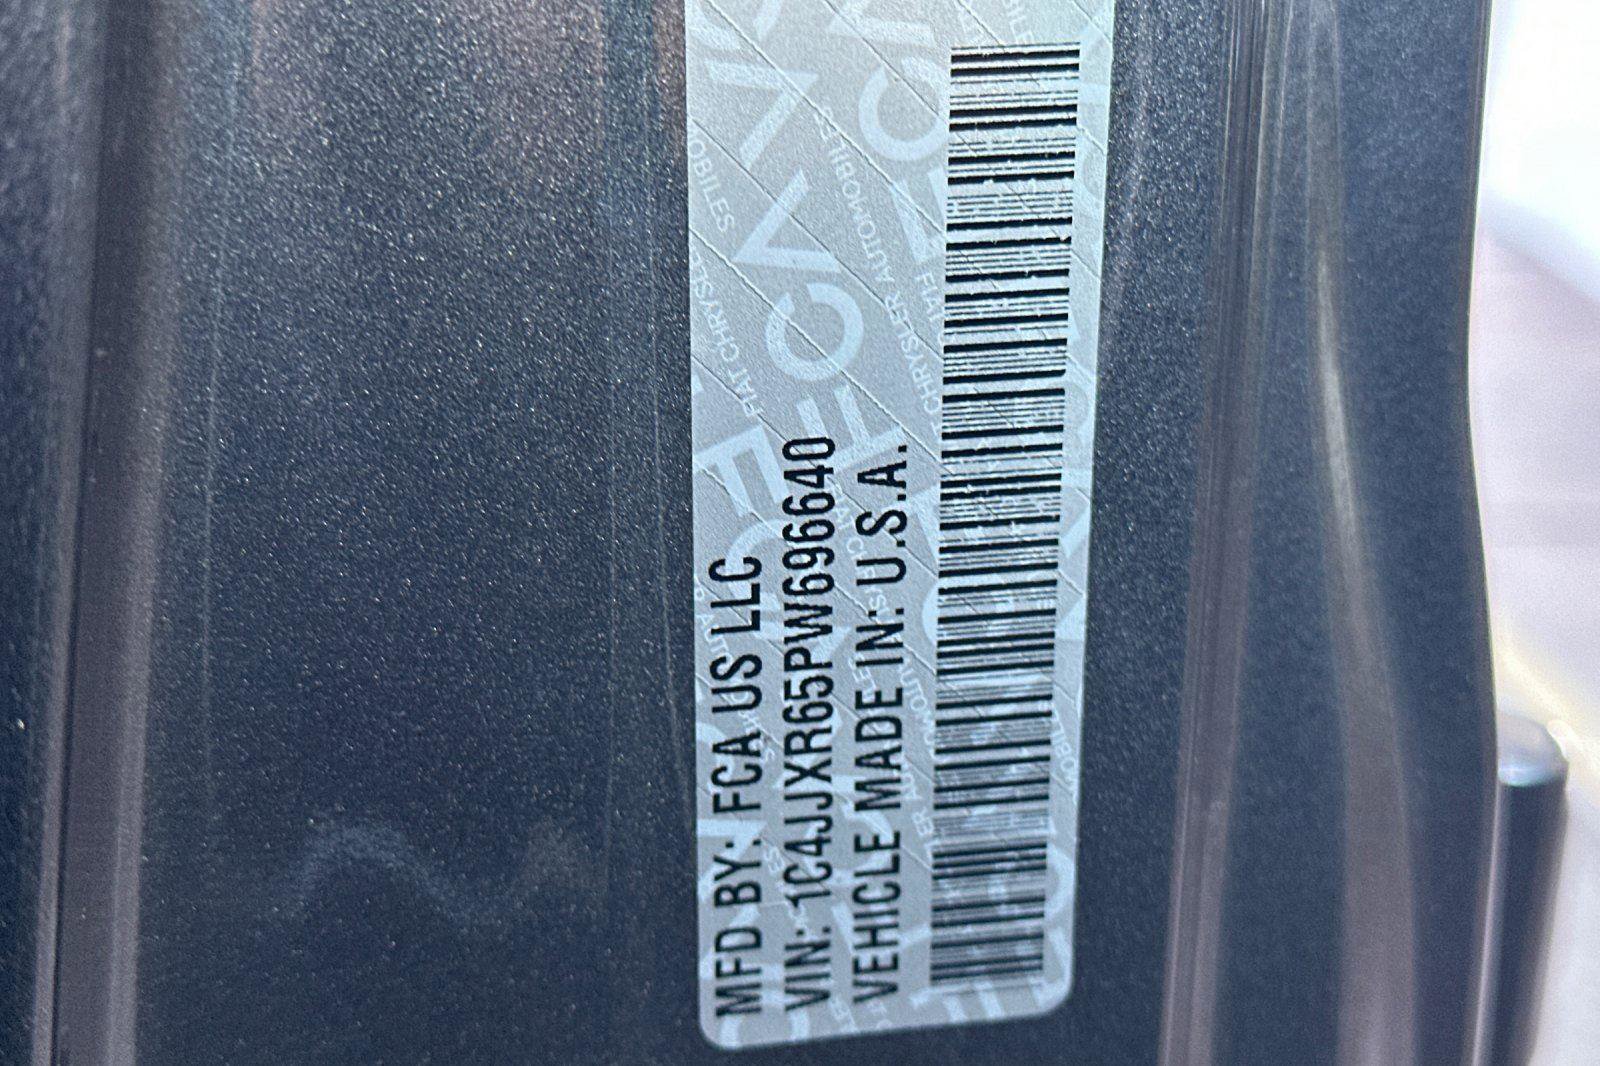 MFD BY: FCA US LLC
VIN: 1C4JJXR65PW696640
VEHICLE MADE IN: U.S.A.